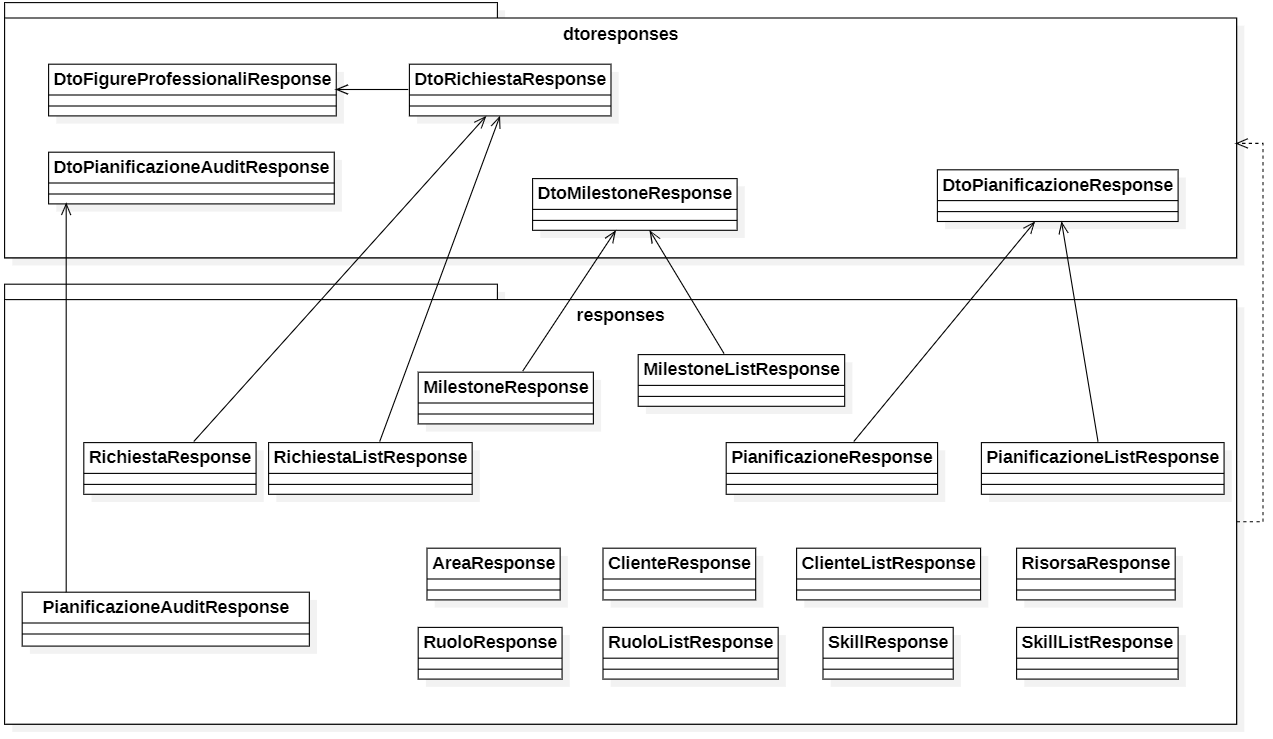 dtoresponses
DtoFigureProfessionaliResponse
DtoRichiestaResponse
DtoPianificazioneAuditResponse
DtoMilestoneResponse
DtoPianificazioneResponse
responses
MilestoneResponse
MilestoneListResponse
RichiestaResponse
RichiestaListResponse
PianificazioneResponse
PianificazioneListResponse
AreaResponse
ClienteResponse
ClienteListResponse
RisorsaResponse
PianificazioneAuditResponse
RuoloResponse
RuoloListResponse
SkillResponse
SkillListResponse